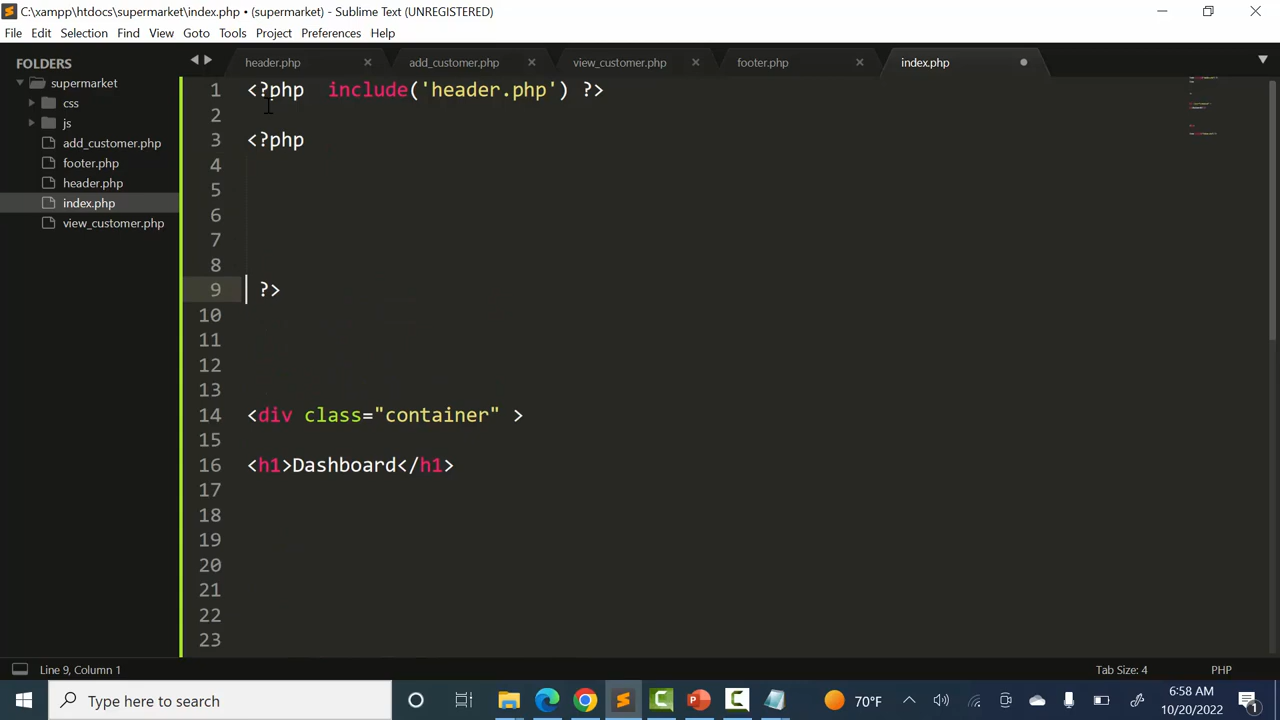 C:\xampp\htdocs\supermarket\index.php • (supermarket) - Sublime Text (UNREGISTERED)
File Edit Selection Find View Goto Tools Project Preferences Help
FOLDERS
supermarket
css
js
add_customer.php
footer.php
header.php
index.php
view_customer.php
header.php add_customer.php view_customer.php footer.php index.php
1 <?php  include('header.php') ?>
2
3 <?php
4
5
6
7
8
9 ?>
10
11
12
13
14 <div class="container" >
15
16 <h1>Dashboard</h1>
17
18
19
20
21
22
23
Line 9, Column 1 Tab Size: 4 PHP
Type here to search 70°F 6:58 AM
10/20/2022 1